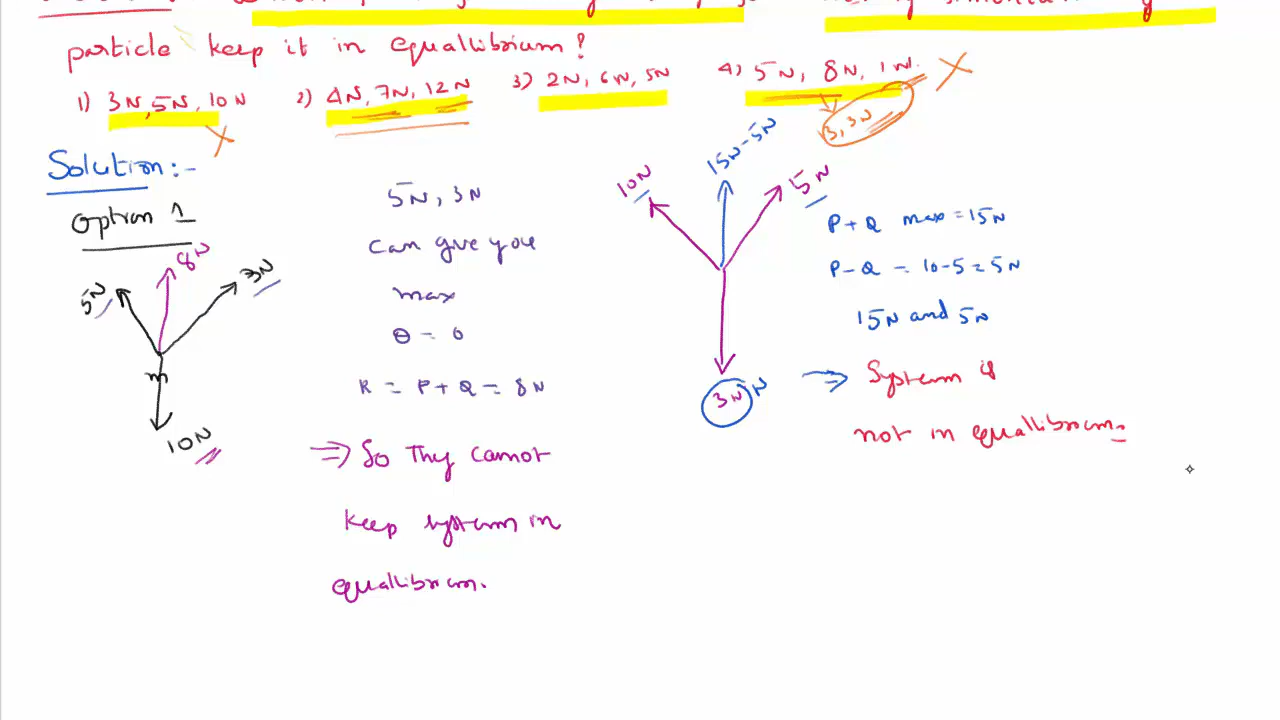 particle keep it in equallibrium?
1) 3N, 5N, 10N 2) 4N, 7N, 12N 3) 2N, 6N, 5N 4) 5N, 8N, 1N.
3, 3N
Solution:-
Option 1
5N
8N
3N
m
10N
5N, 3N
can give you
max
θ = 0
R = P+Q = 8N
⇒ So They cannot
keep system in
equallibrium.
10N
15N-5N
5N
3N N
P+Q max = 15N
P-Q = 10-5 = 5N
15N and 5N
⇒ System is
not in equallibrium.